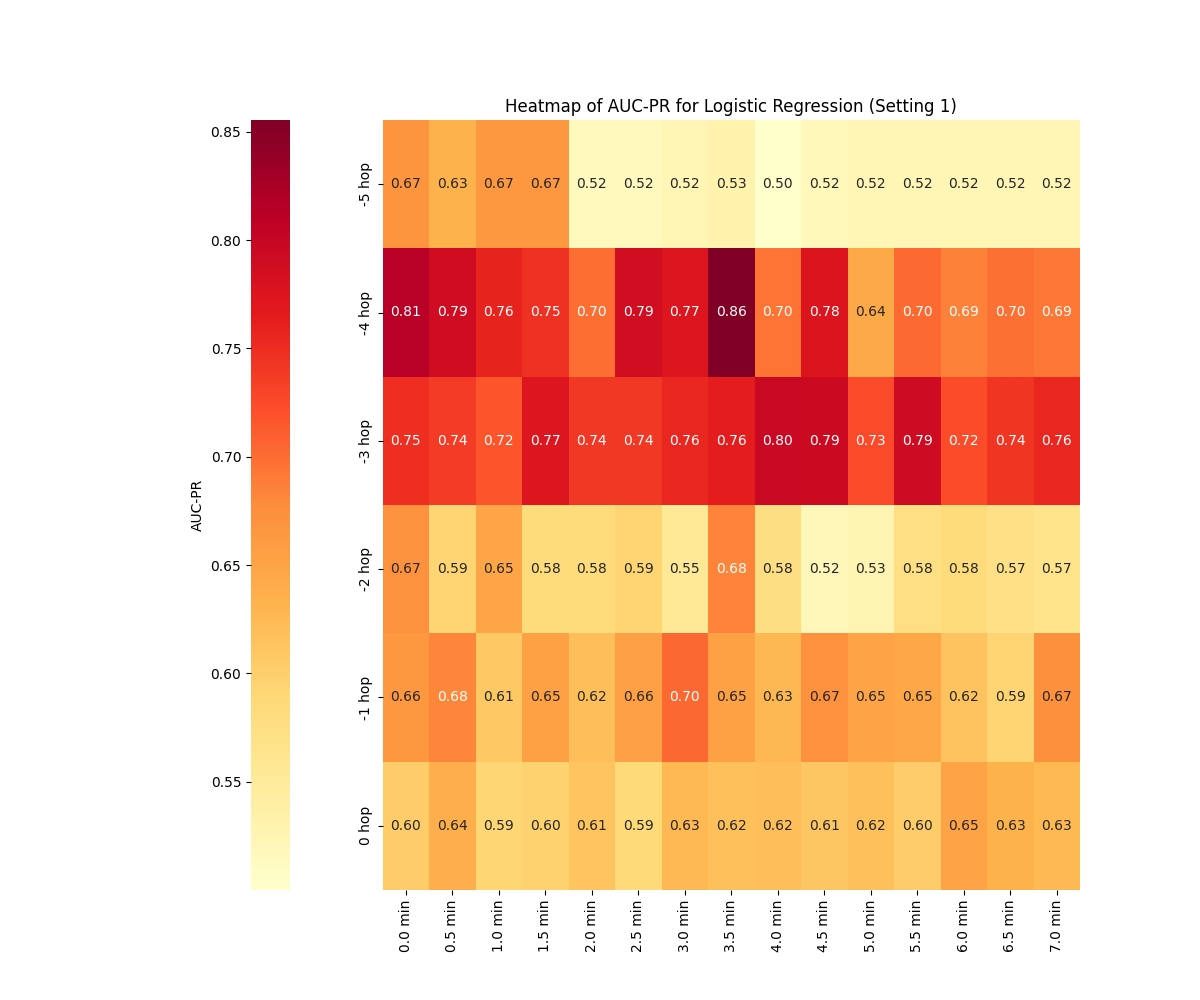 Heatmap of AUC-PR for Logistic Regression (Setting 1)
AUC-PR
0.85
0.80
0.75
0.70
0.65
0.60
0.55
-5 hop 0.67 0.63 0.67 0.67 0.52 0.52 0.52 0.53 0.50 0.52 0.52 0.52 0.52 0.52 0.52
-4 hop 0.81 0.79 0.76 0.75 0.70 0.79 0.77 0.86 0.70 0.78 0.64 0.70 0.69 0.70 0.69
-3 hop 0.75 0.74 0.72 0.77 0.74 0.74 0.76 0.76 0.80 0.79 0.73 0.79 0.72 0.74 0.76
-2 hop 0.67 0.59 0.65 0.58 0.58 0.59 0.55 0.68 0.58 0.52 0.53 0.58 0.58 0.57 0.57
-1 hop 0.66 0.68 0.61 0.65 0.62 0.66 0.70 0.65 0.63 0.67 0.65 0.65 0.62 0.59 0.67
0 hop 0.60 0.64 0.59 0.60 0.61 0.59 0.63 0.62 0.62 0.61 0.62 0.60 0.65 0.63 0.63
0.0 min 0.5 min 1.0 min 1.5 min 2.0 min 2.5 min 3.0 min 3.5 min 4.0 min 4.5 min 5.0 min 5.5 min 6.0 min 6.5 min 7.0 min